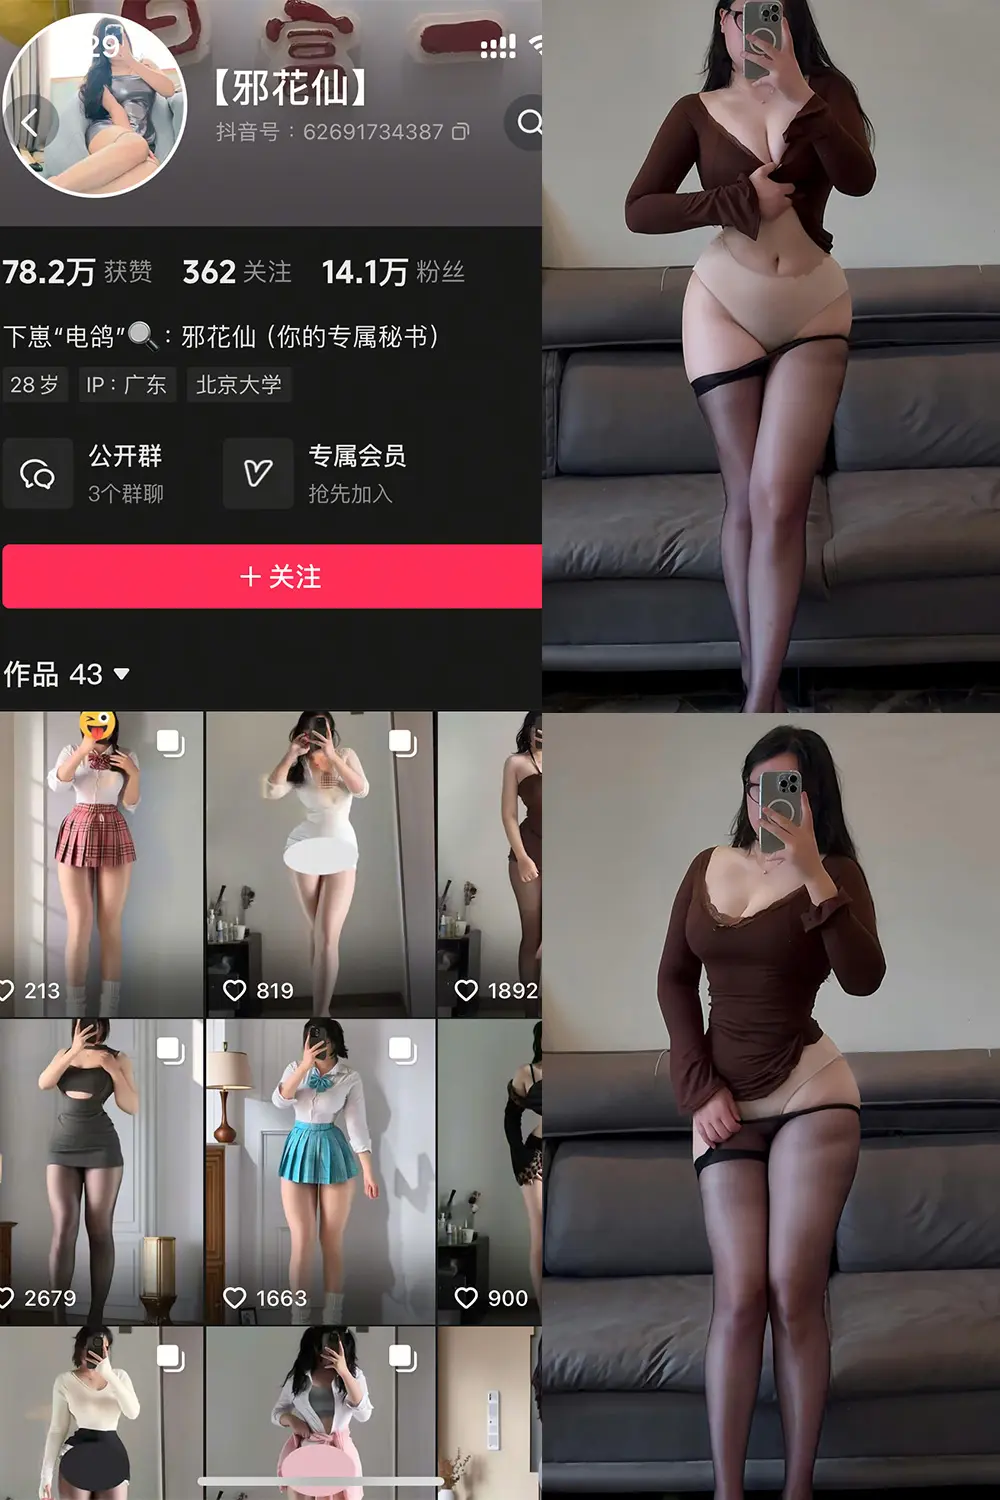 29
【邪花仙】
抖音号：62691734387
78.2万 获赞 362 关注 14.1万 粉丝
下崽“电鸽”🔍：邪花仙（你的专属秘书）
28岁 IP：广东 北京大学
公开群 专属会员
3个群聊 抢先加入
+ 关注
作品 43
213 819 1892
2679 1663 900